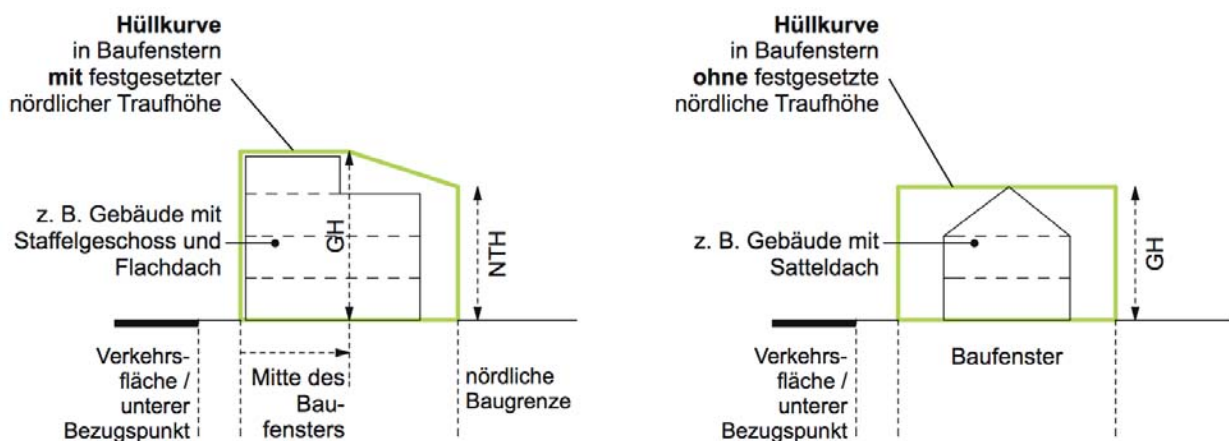 Hüllkurve
in Baufenstern
mit festgesetzter
nördlicher Traufhöhe
z. B. Gebäude mit
Staffelgeschoss und
Flachdach
GH
NTH
Verkehrs-
fläche /
unterer
Bezugspunkt
Mitte des
Bau-
fensters
nördliche
Baugrenze
Hüllkurve
in Baufenstern
ohne festgesetzte
nördliche Traufhöhe
z. B. Gebäude mit
Satteldach
GH
Verkehrs-
fläche /
unterer
Bezugspunkt
Baufenster